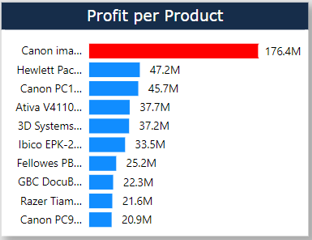 Profit per Product
Canon ima... 176.4M
Hewlett Pac... 47.2M
Canon PC1... 45.7M
Ativa V4110... 37.7M
3D Systems... 37.2M
Ibico EPK-2... 33.5M
Fellowes PB... 25.2M
GBC DocuB... 22.3M
Razer Tiam... 21.6M
Canon PC9... 20.9M